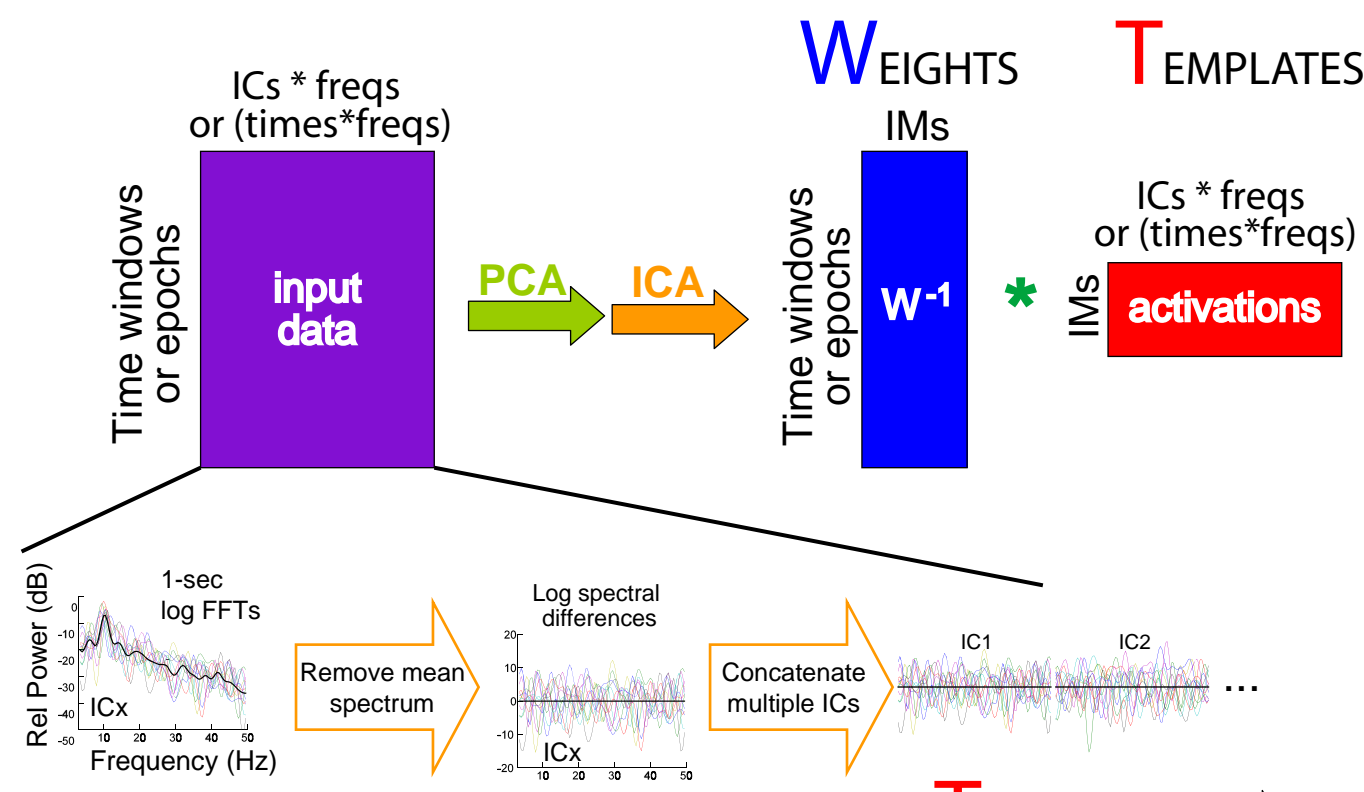 WEIGHTS
TEMPLATES
ICs * freqs
or (times*freqs)
IMs
Time windows
or epochs
input
data
PCA
ICA
Time windows
or epochs
W-1
*
ICs * freqs
or (times*freqs)
IMs
activations
Rel Power (dB)
1-sec
log FFTs
0
-10
-20
-30
-40
-50
ICx
10 20 30 40 50
Frequency (Hz)
Remove mean
spectrum
Log spectral
differences
20
10
0
-10
-20
ICx
10 20 30 40 50
Concatenate
multiple ICs
IC1
IC2
...